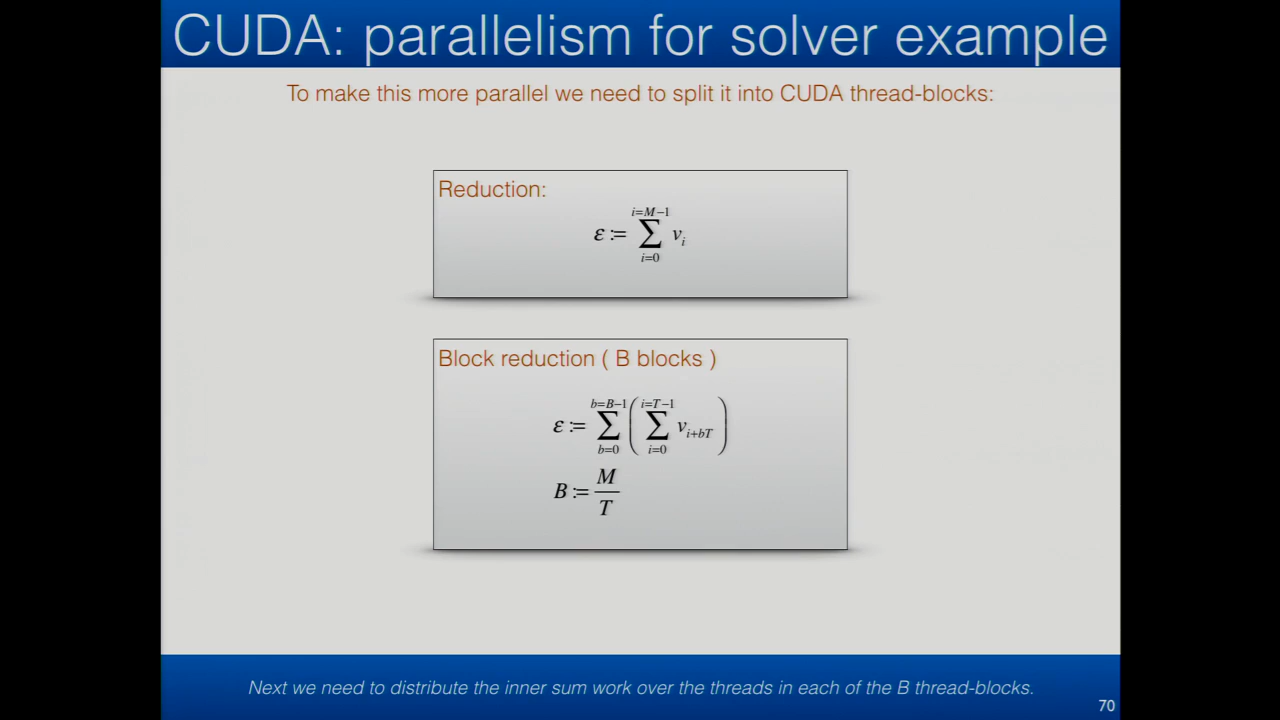 CUDA: parallelism for solver example
To make this more parallel we need to split it into CUDA thread-blocks:
Reduction:
i=M−1
ε := ∑ v_i
i=0
Block reduction ( B blocks )
b=B−1 i=T−1
ε := ∑ ( ∑ v_{i+bT} )
b=0 i=0
B := M/T
Next we need to distribute the inner sum work over the threads in each of the B thread-blocks.
70